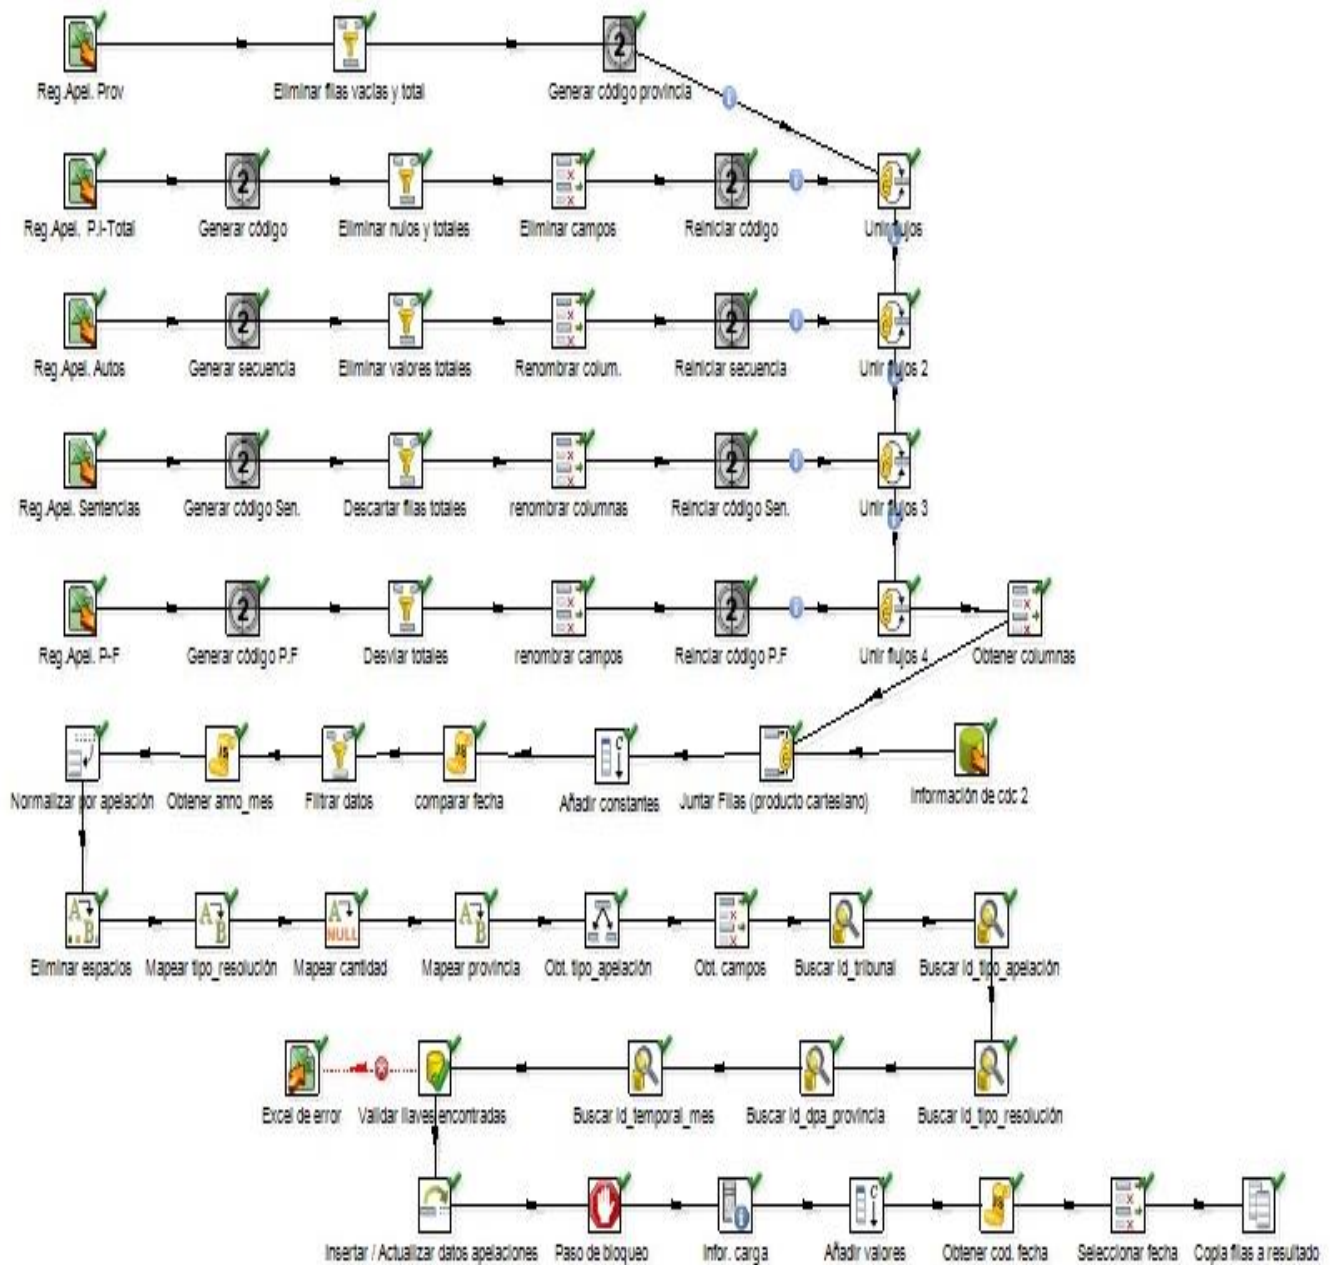 Reg.Apel. Prov
Eliminar filas vacias y total
Generar código provincia
Reg.Apel. P.I-Total
Generar código
Eliminar nulos y totales
Eliminar campos
Reiniciar código
Unir flujos
Reg.Apel. Autos
Generar secuencia
Eliminar valores totales
Renombrar colum.
Reiniciar secuencia
Unir flujos 2
Reg.Apel. Sentencias
Generar código Sen.
Descartar filas totales
renombrar columnas
Reinciar código Sen.
Unir flujos 3
Reg.Apel. P-F
Generar código P.F
Desviar totales
renombrar campos
Reinciar código P.F
Unir flujos 4
Obtener columnas
Normalizar por apelación
Obtener anno_mes
Filtrar datos
comparar fecha
Añadir constantes
Juntar Filas (producto cartesiano)
Información de cdc 2
Eliminar espacios
Mapear tipo_resolución
Mapear cantidad
Mapear provincia
Obt. tipo_apelación
Obt. campos
Buscar id_tribunal
Buscar id_tipo_apelación
Excel de error
Validar llaves encontradas
Buscar id_temporal_mes
Buscar id_dpa_provincia
Buscar id_tipo_resolución
Insertar / Actualizar datos apelaciones
Paso de bloqueo
Infor. carga
Añadir valores
Obtener cod. fecha
Seleccionar fecha
Copia filas a resultado